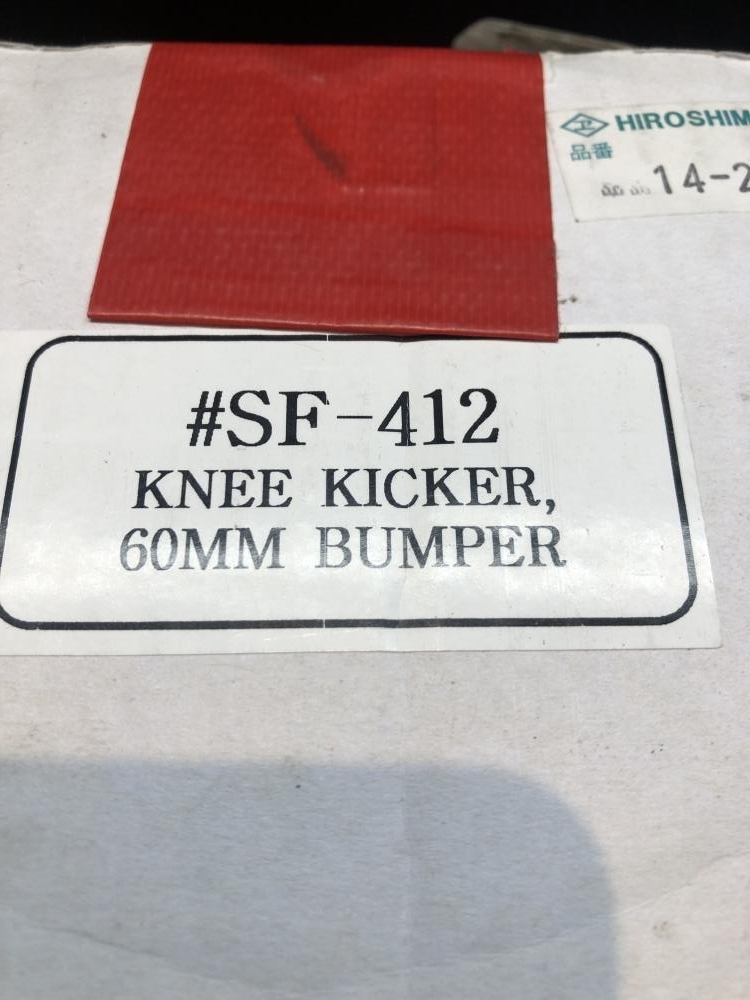 HIROSHIM
品番
14-2
#SF-412
KNEE KICKER,
60MM BUMPER